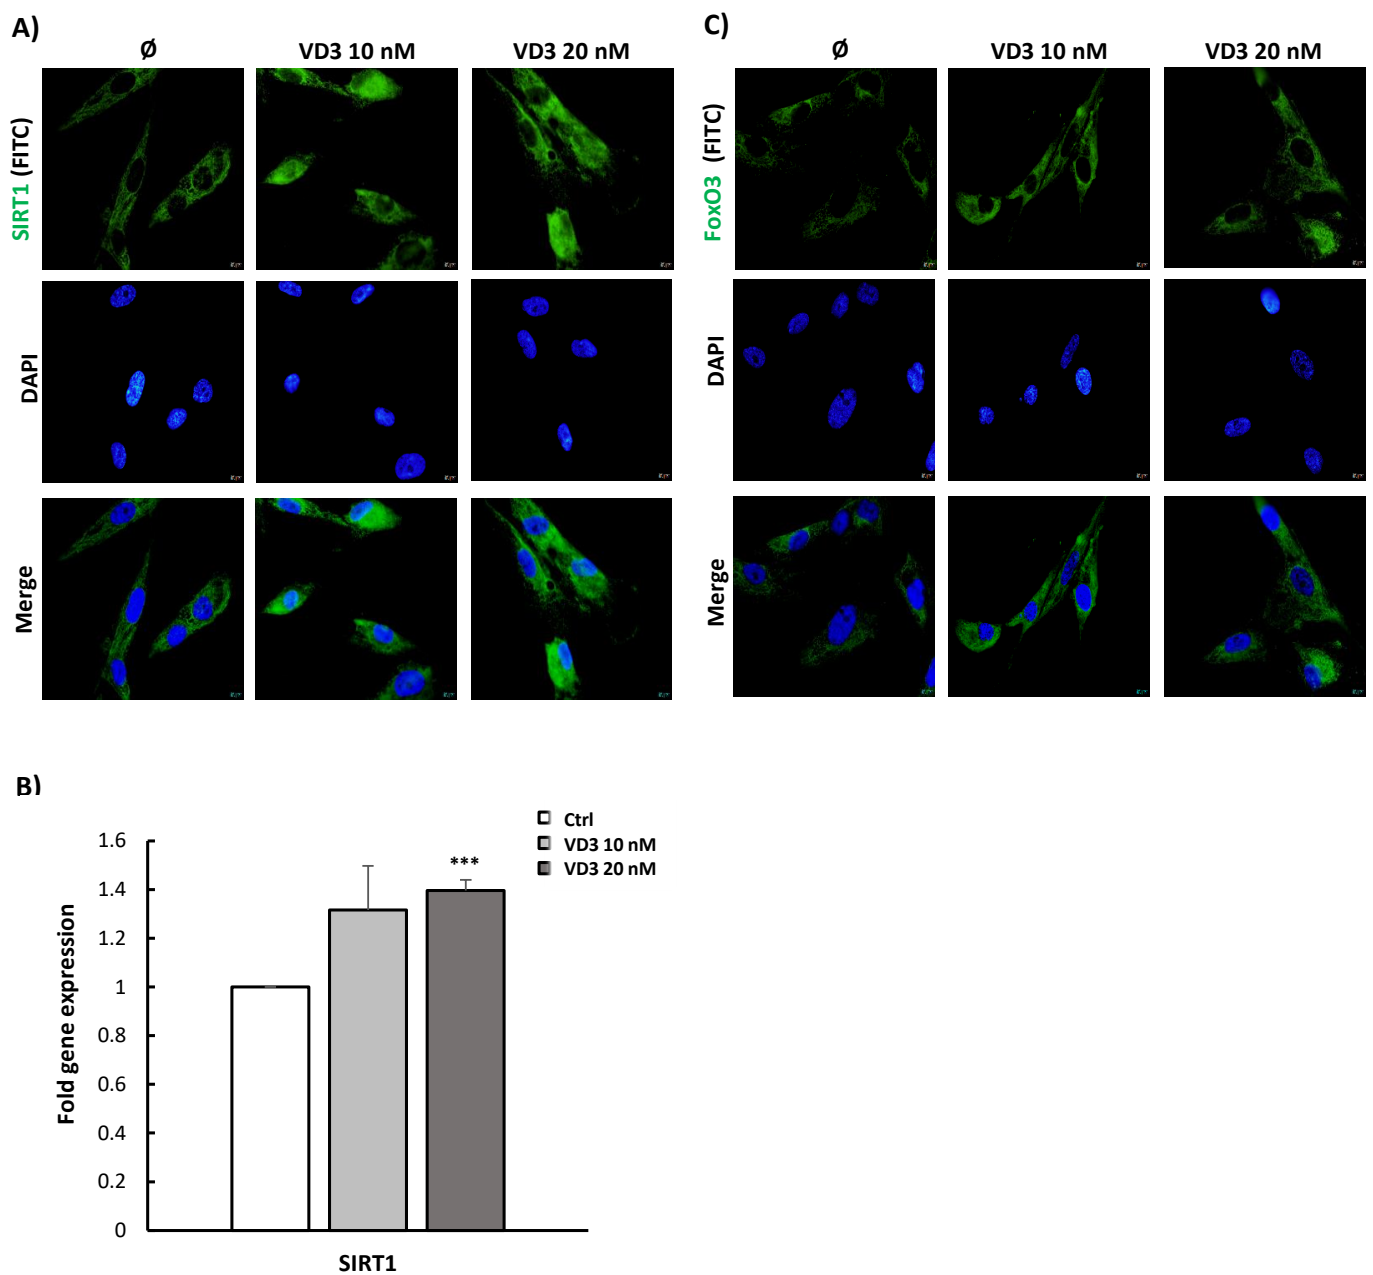 A)
Ø VD3 10 nM VD3 20 nM
SIRT1 (FITC)
DAPI
Merge
C)
Ø VD3 10 nM VD3 20 nM
FoxO3 (FITC)
DAPI
Merge
B)
Ctrl
VD3 10 nM
VD3 20 nM
***
Fold gene expression
1.6
1.4
1.2
1
0.8
0.6
0.4
0.2
0
SIRT1